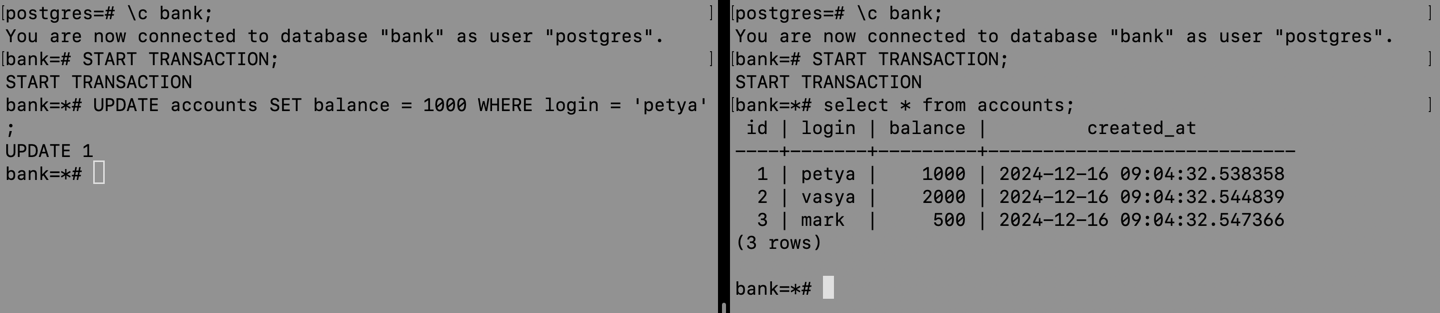 postgres=# \c bank;
You are now connected to database "bank" as user "postgres".
bank=# START TRANSACTION;
START TRANSACTION
bank=*# UPDATE accounts SET balance = 1000 WHERE login = 'petya'
;
UPDATE 1
bank=*#
postgres=# \c bank;
You are now connected to database "bank" as user "postgres".
bank=# START TRANSACTION;
START TRANSACTION
bank=*# select * from accounts;
 id | login | balance |         created_at
----+-------+---------+----------------------------
  1 | petya |    1000 | 2024-12-16 09:04:32.538358
  2 | vasya |    2000 | 2024-12-16 09:04:32.544839
  3 | mark  |     500 | 2024-12-16 09:04:32.547366
(3 rows)
bank=*#